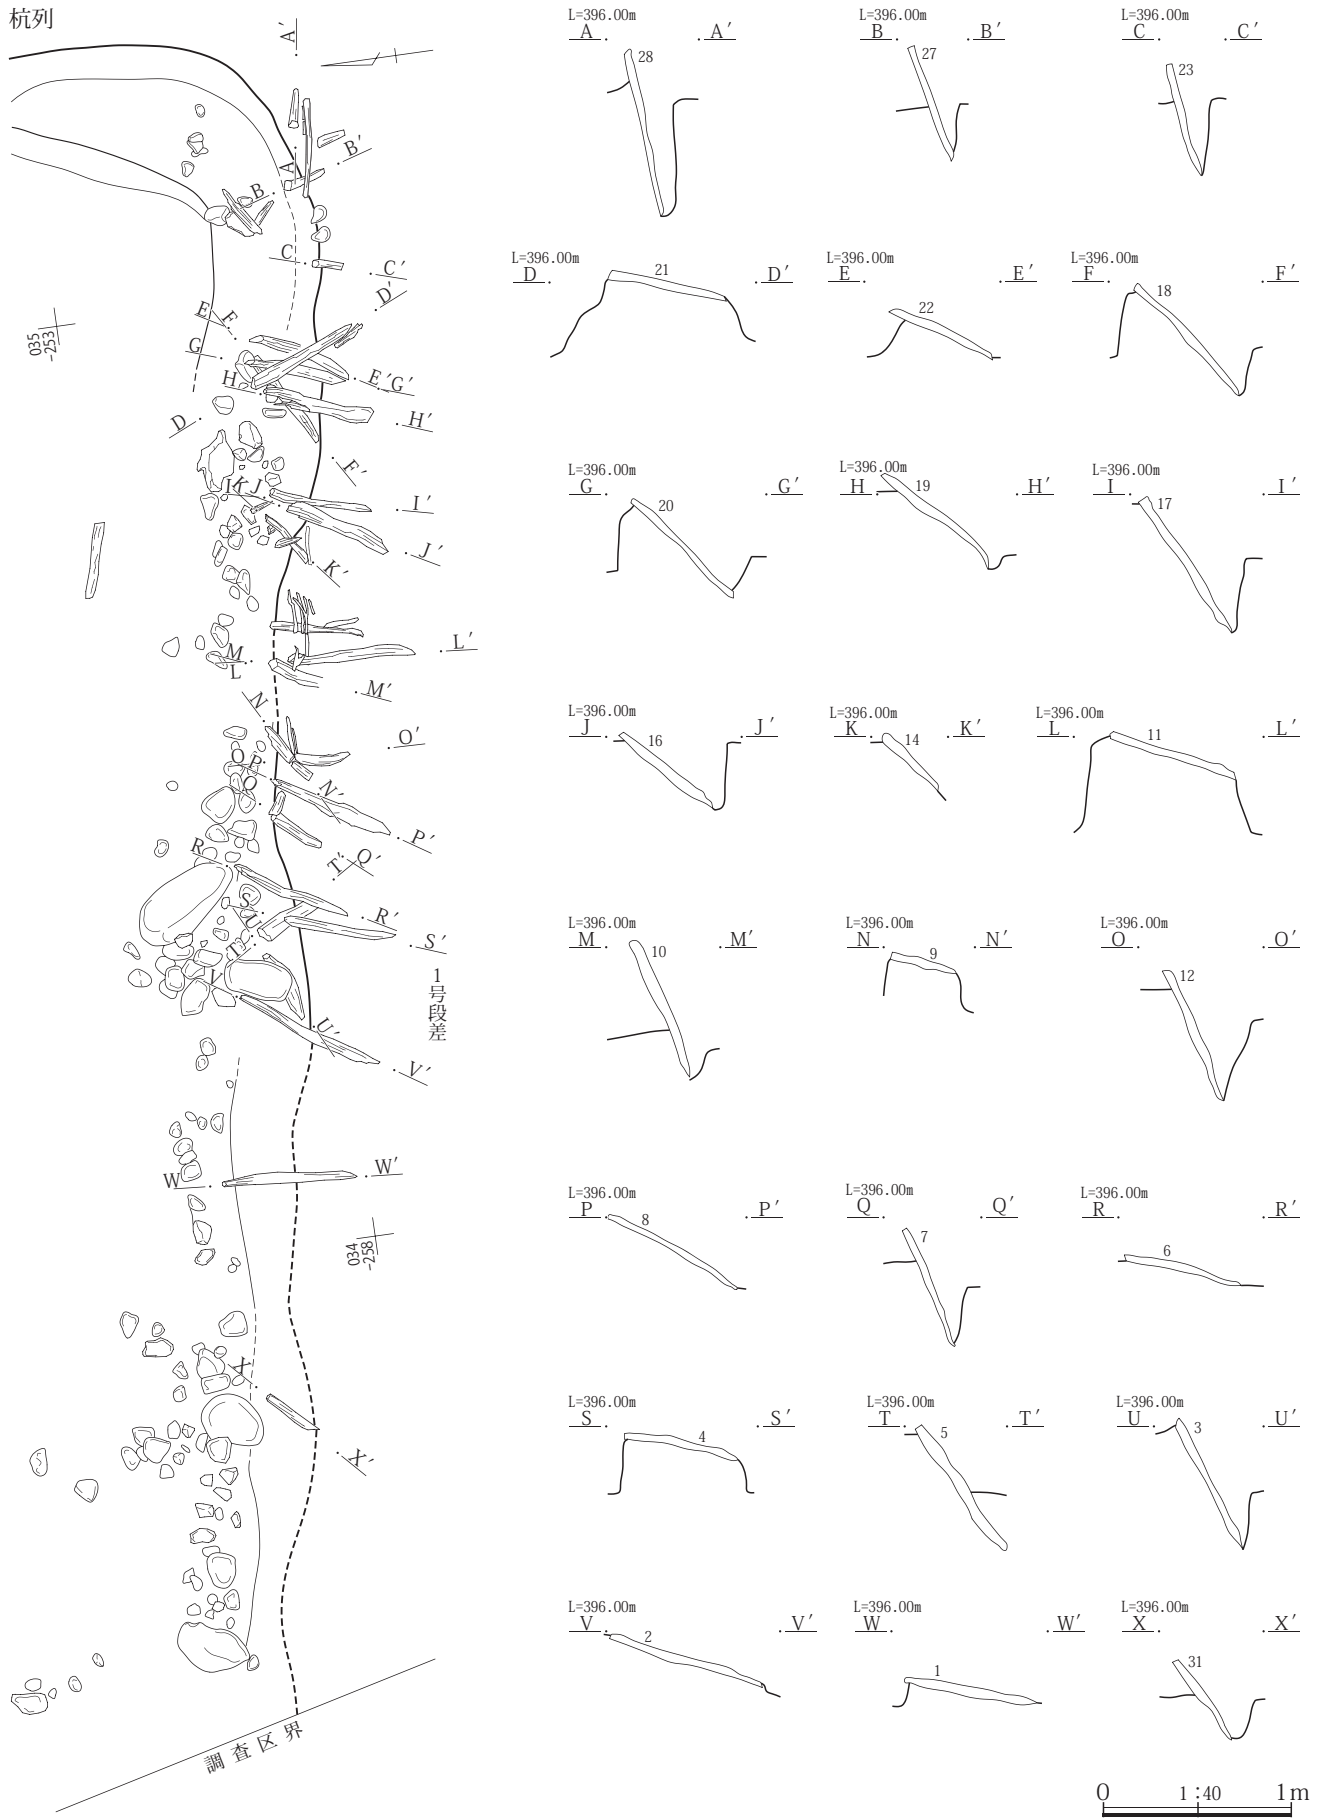 杭列
A′
A
B′
B
C
C′
D′
E
F
G
035
-253
H
E′
G′
H′
D
F′
I
K
J
I′
J′
K′
L′
M
L
M′
N
O′
O
P
Q
N′
P′
T′
Q′
R
S
R′
U
S′
T
V
1号段差
U′
V′
W
W′
034
-258
X
X′
調査区界
L=396.00m
A
A′
28
L=396.00m
B
B′
27
L=396.00m
C
C′
23
L=396.00m
D
D′
21
L=396.00m
E
E′
22
L=396.00m
F
F′
18
L=396.00m
G
G′
20
L=396.00m
H
H′
19
L=396.00m
I
I′
17
L=396.00m
J
J′
16
L=396.00m
K
K′
14
L=396.00m
L
L′
11
L=396.00m
M
M′
10
L=396.00m
N
N′
9
L=396.00m
O
O′
12
L=396.00m
P
P′
8
L=396.00m
Q
Q′
7
L=396.00m
R
R′
6
L=396.00m
S
S′
4
L=396.00m
T
T′
5
L=396.00m
U
U′
3
L=396.00m
V
V′
2
L=396.00m
W
W′
1
L=396.00m
X
X′
31
0 1:40 1m